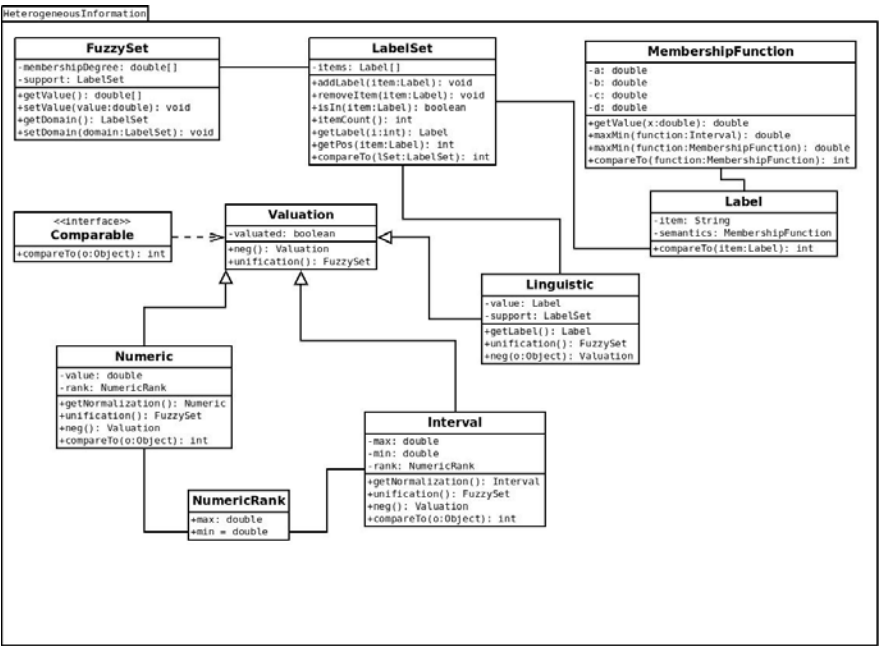 HeterogeneousInformation
FuzzySet
-membershipDegree: double[]
-support: LabelSet
+getValue(): double[]
+setValue(value:double): void
+getDomain(): LabelSet
+setDomain(domain:LabelSet): void
LabelSet
-items: Label[]
+addLabel(item:Label): void
+removeItem(item:Label): void
+isIn(item:Label): boolean
+itemCount(): int
+getLabel(i:int): Label
+getPos(item:Label): int
+compareTo(lSet:LabelSet): int
MembershipFunction
-a: double
-b: double
-c: double
-d: double
+getValue(x:double): double
+maxMin(function:Interval): double
+maxMin(function:MembershipFunction): double
+compareTo(function:MembershipFunction): int
Label
-item: String
-semantics: MembershipFunction
+compareTo(item:Label): int
<<interface>>
Comparable
+compareTo(o:Object): int
Valuation
-valuated: boolean
+neg(): Valuation
+unification(): FuzzySet
Linguistic
-value: Label
-support: LabelSet
+getLabel(): Label
+unification(): FuzzySet
+neg(o:Object): Valuation
Numeric
-value: double
-rank: NumericRank
+getNormalization(): Numeric
+unification(): FuzzySet
+neg(): Valuation
+compareTo(o:Object): int
Interval
-max: double
-min: double
-rank: NumericRank
+getNormalization(): Interval
+unification(): FuzzySet
+neg(): Valuation
+compareTo(o:Object): int
NumericRank
+max: double
+min = double